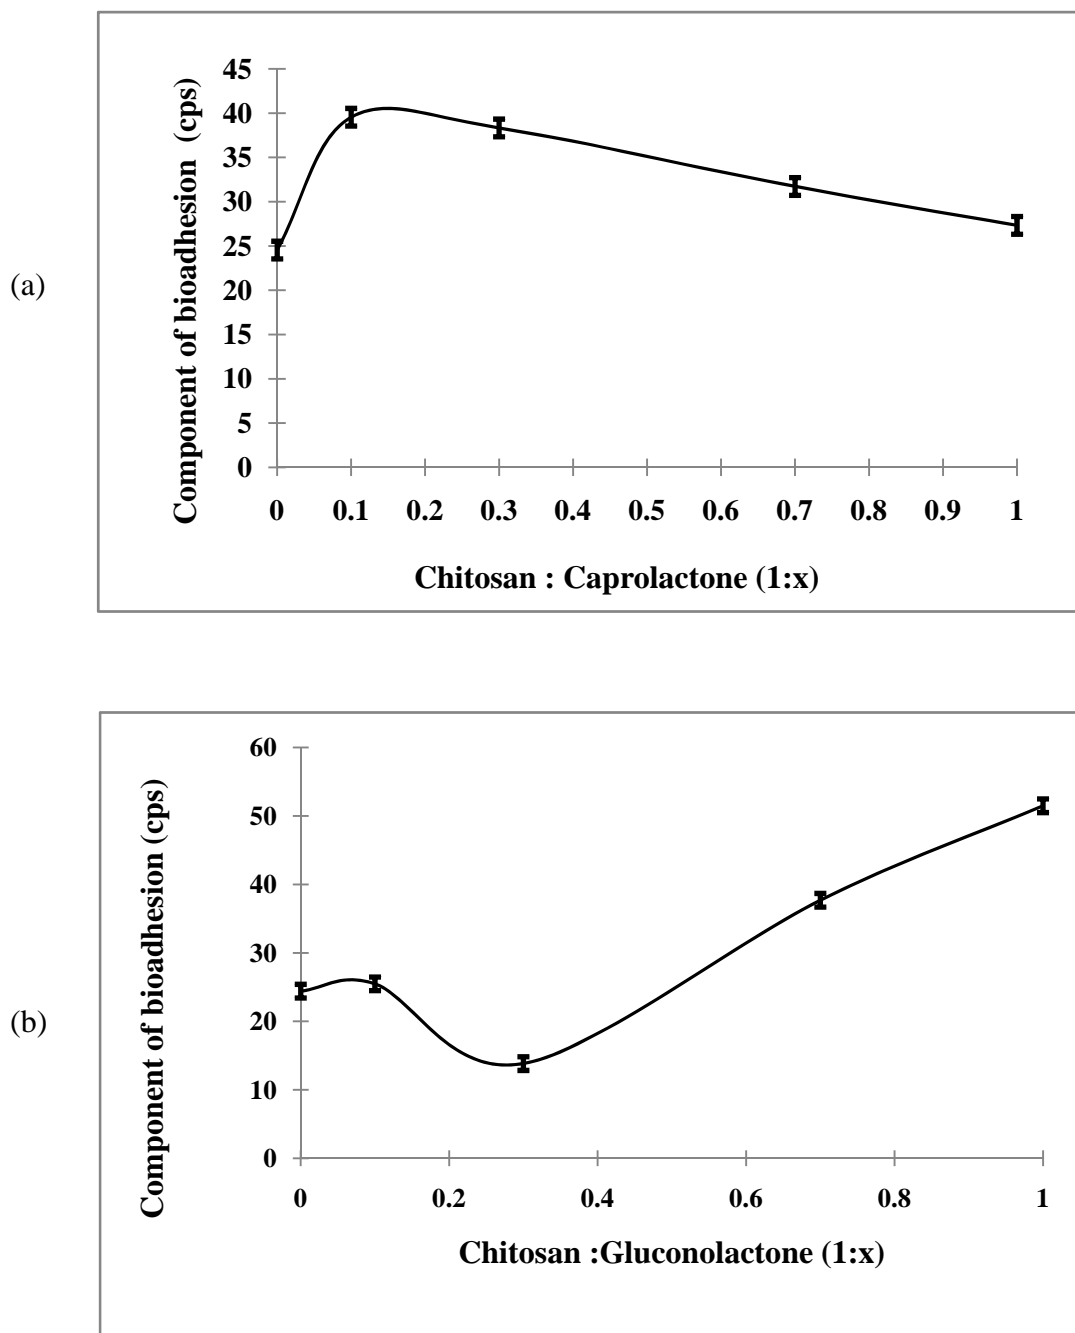 (a)
Component of bioadhesion (cps)
45
40
35
30
25
20
15
10
5
0
0 0.1 0.2 0.3 0.4 0.5 0.6 0.7 0.8 0.9 1
Chitosan : Caprolactone (1:x)
(b)
Component of bioadhesion (cps)
60
50
40
30
20
10
0
0 0.2 0.4 0.6 0.8 1
Chitosan :Gluconolactone (1:x)